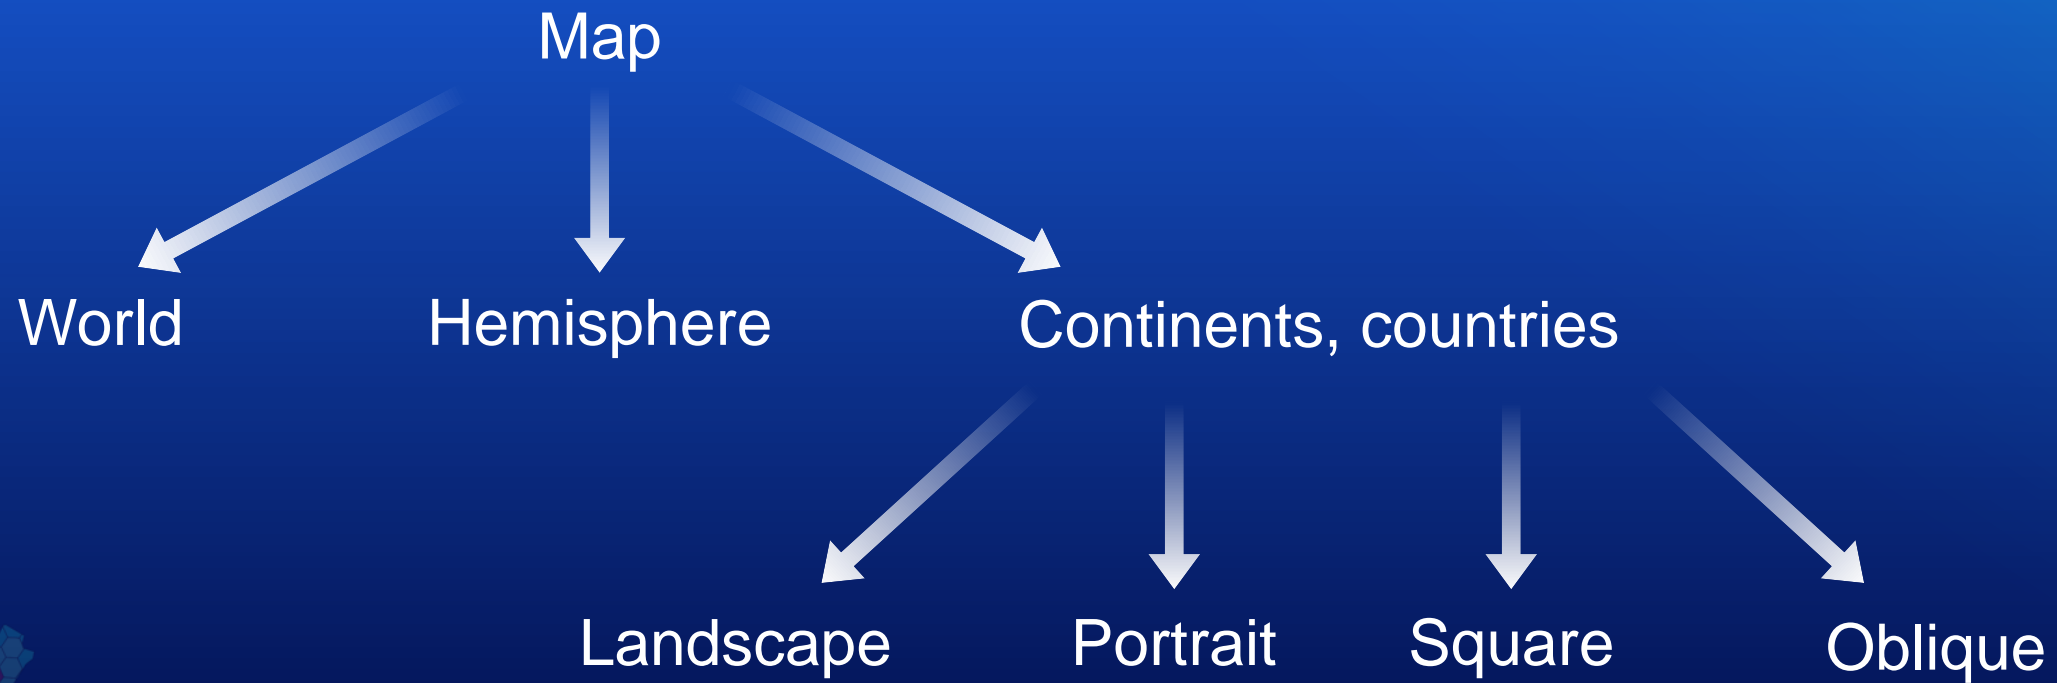 Map
World Hemisphere Continents, countries
Landscape Portrait Square Oblique